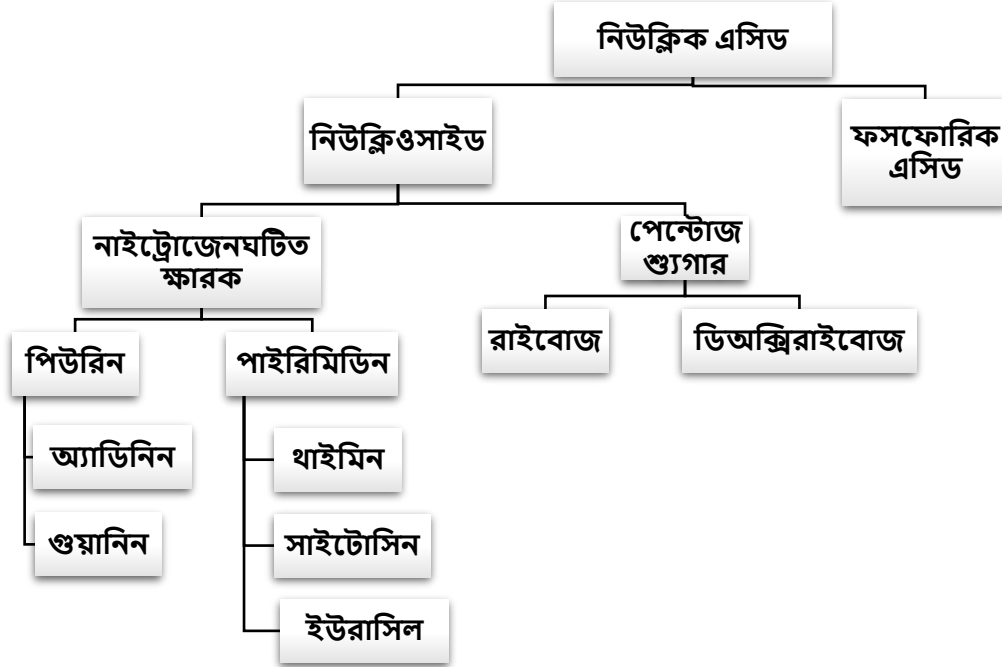 নিউক্লিক এসিড
নিউক্লিওসাইড
ফসফোরিক
এসিড
নাইট্রোজেনঘটিত
ক্ষারক
পেন্টোজ
শ্যুগার
পিউরিন
পাইরিমিডিন
রাইবোজ
ডিঅক্সিরাইবোজ
অ্যাডিনিন
থাইমিন
গুয়ানিন
সাইটোসিন
ইউরাসিল